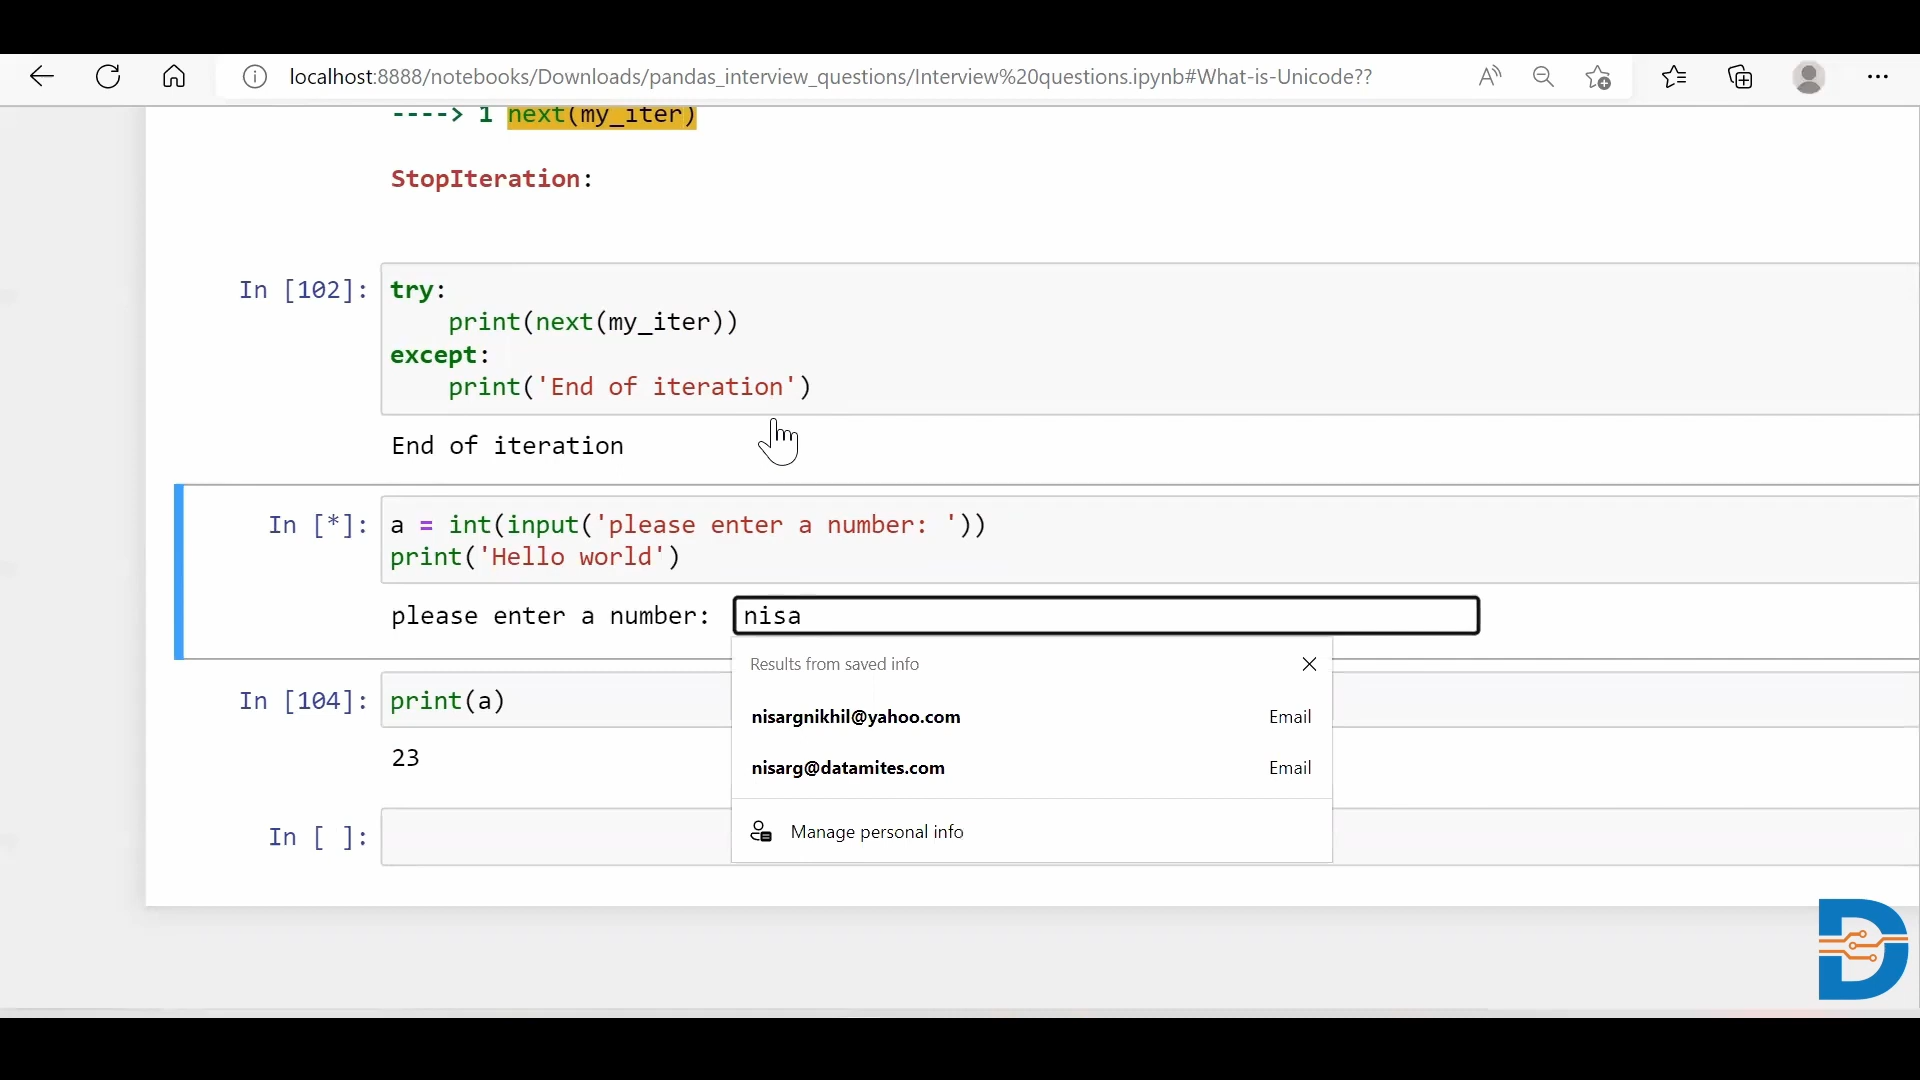 localhost:8888/notebooks/Downloads/pandas_interview_questions/Interview%20questions.ipynb#What-is-Unicode??
----> 1 next(my_iter)
StopIteration:
In [102]: try:
print(next(my_iter))
except:
print('End of iteration')
End of iteration
In [*]: a = int(input('please enter a number: '))
print('Hello world')
please enter a number: nisa
Results from saved info
nisargnikhil@yahoo.com Email
nisarg@datamites.com Email
Manage personal info
In [104]: print(a)
23
In [ ]: